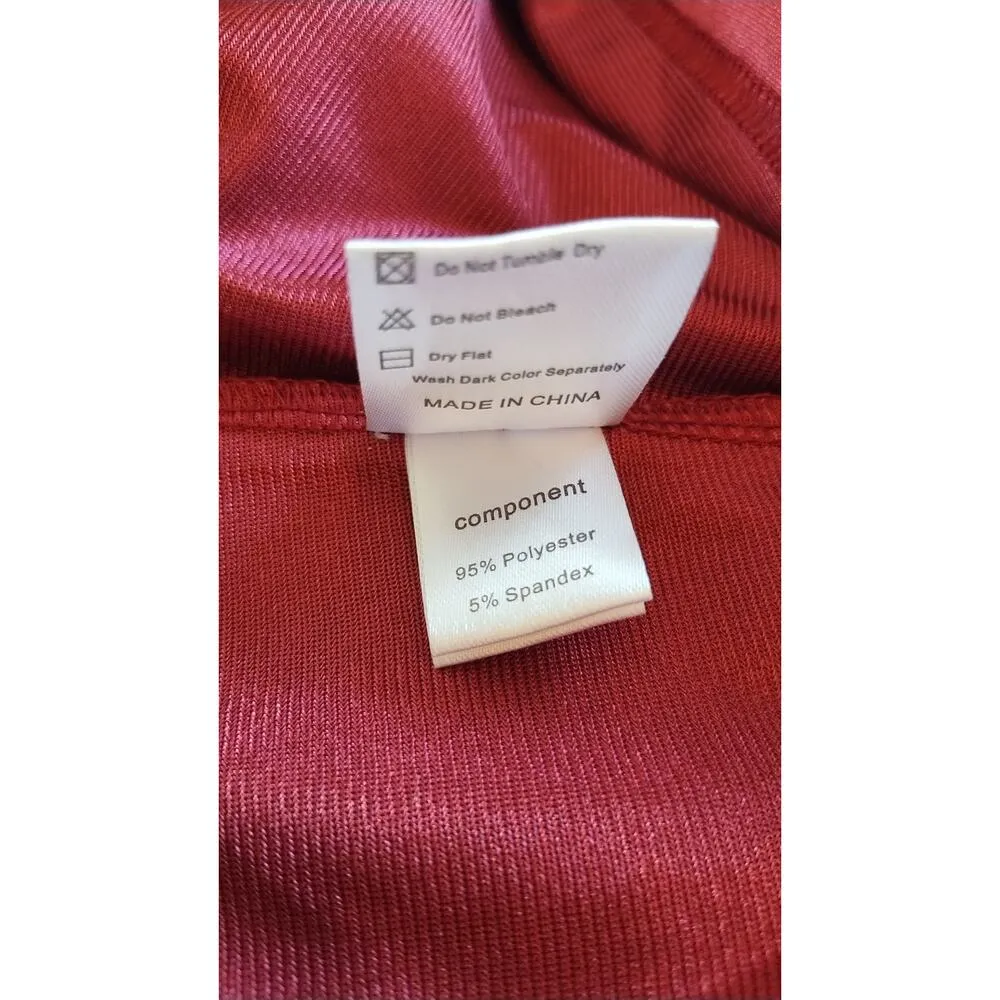 Do Not Tumble Dry
Do Not Bleach
Dry Flat
Wash Dark Color Separately
MADE IN CHINA
component
95% Polyester
5% Spandex